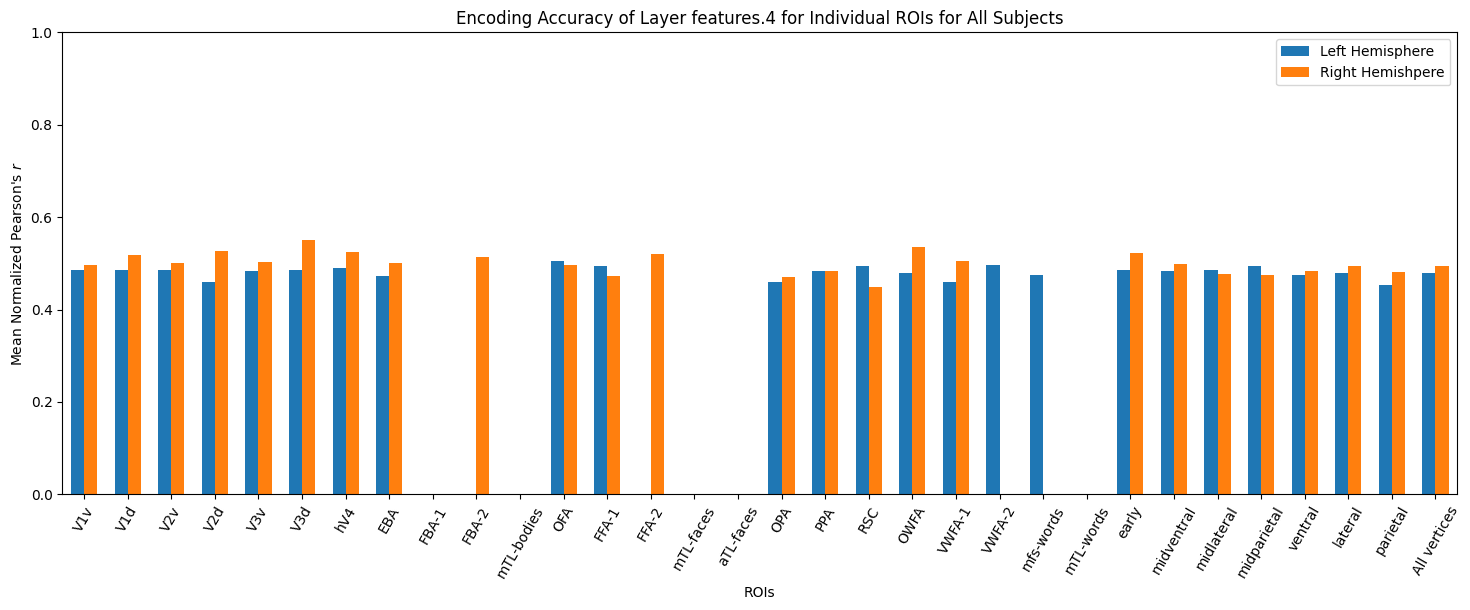 Encoding Accuracy of Layer features.4 for Individual ROIs for All Subjects
Mean Normalized Pearson's r
1.0
0.8
0.6
0.4
0.2
0.0
Left Hemisphere
Right Hemishpere
V1v
V1d
V2v
V2d
V3v
V3d
hV4
EBA
FBA-1
FBA-2
mTL-bodies
OFA
FFA-1
FFA-2
mTL-faces
aTL-faces
OPA
PPA
RSC
OWFA
VWFA-1
VWFA-2
mfs-words
mTL-words
early
midventral
midlateral
midparietal
ventral
lateral
parietal
All vertices
ROIs